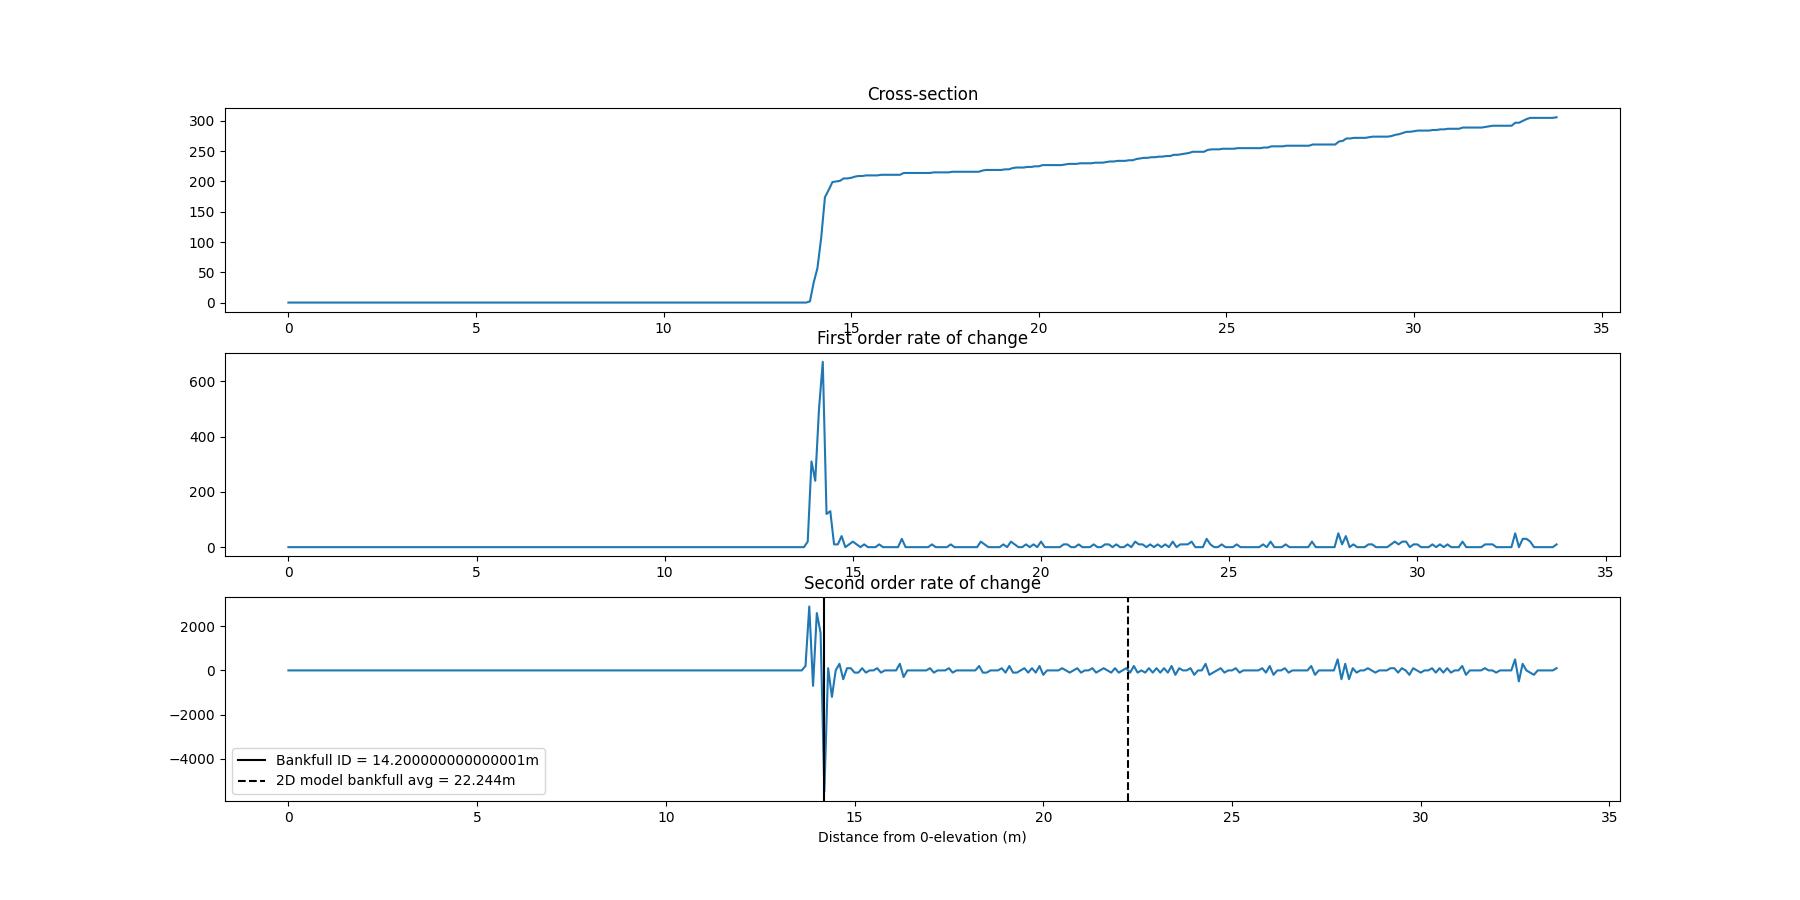 Cross-section
300
250
200
150
100
50
0
0 5 10 15 20 25 30 35
First order rate of change
600
400
200
0
0 5 10 15 20 25 30 35
Second order rate of change
2000
0
−2000
−4000
Bankfull ID = 14.200000000000001m
2D model bankfull avg = 22.244m
0 5 10 15 20 25 30 35
Distance from 0-elevation (m)